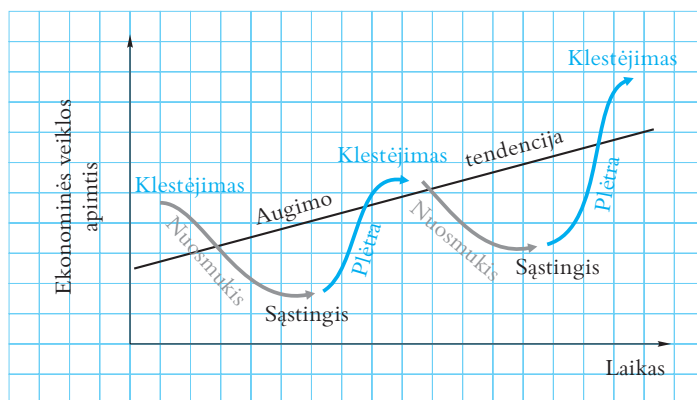 Klestėjimas
Klestėjimas
tendencija
Klestėjimas
Augimo
Plėtra
Ekonominės veiklos
apimtis
Nuosmukis
Plėtra
Nuosmukis
Sąstingis
Sąstingis
Laikas